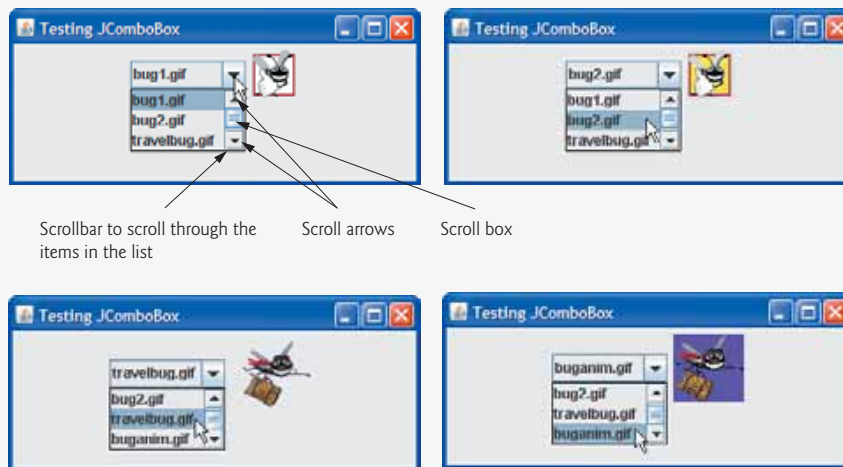 Testing JComboBox
bug1.gif
bug1.gif
bug2.gif
travelbug.gif
Testing JComboBox
bug2.gif
bug1.gif
bug2.gif
travelbug.gif
Scrollbar to scroll through the
items in the list
Scroll arrows
Scroll box
Testing JComboBox
travelbug.gif
bug2.gif
travelbug.gif
buganim.gif
Testing JComboBox
buganim.gif
bug2.gif
travelbug.gif
buganim.gif